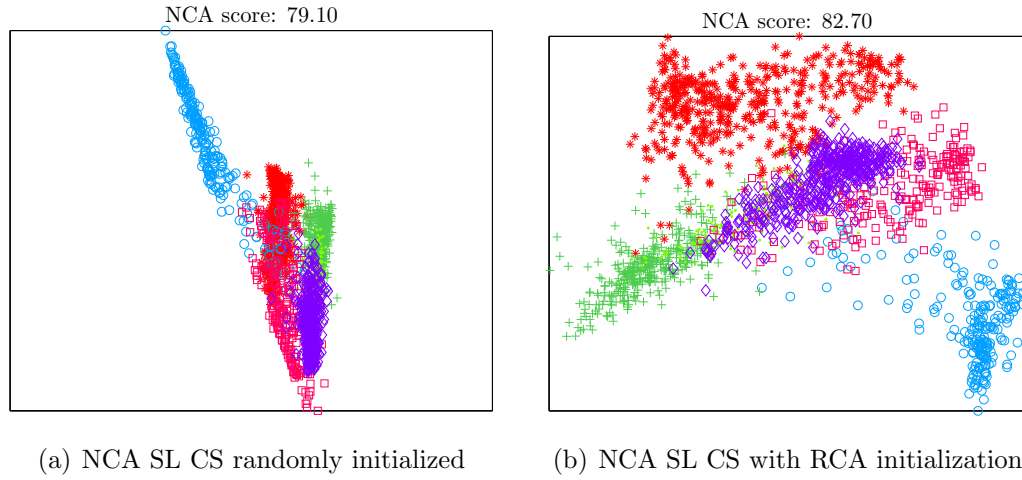 NCA score: 79.10
NCA score: 82.70
(a) NCA SL CS randomly initialized
(b) NCA SL CS with RCA initialization